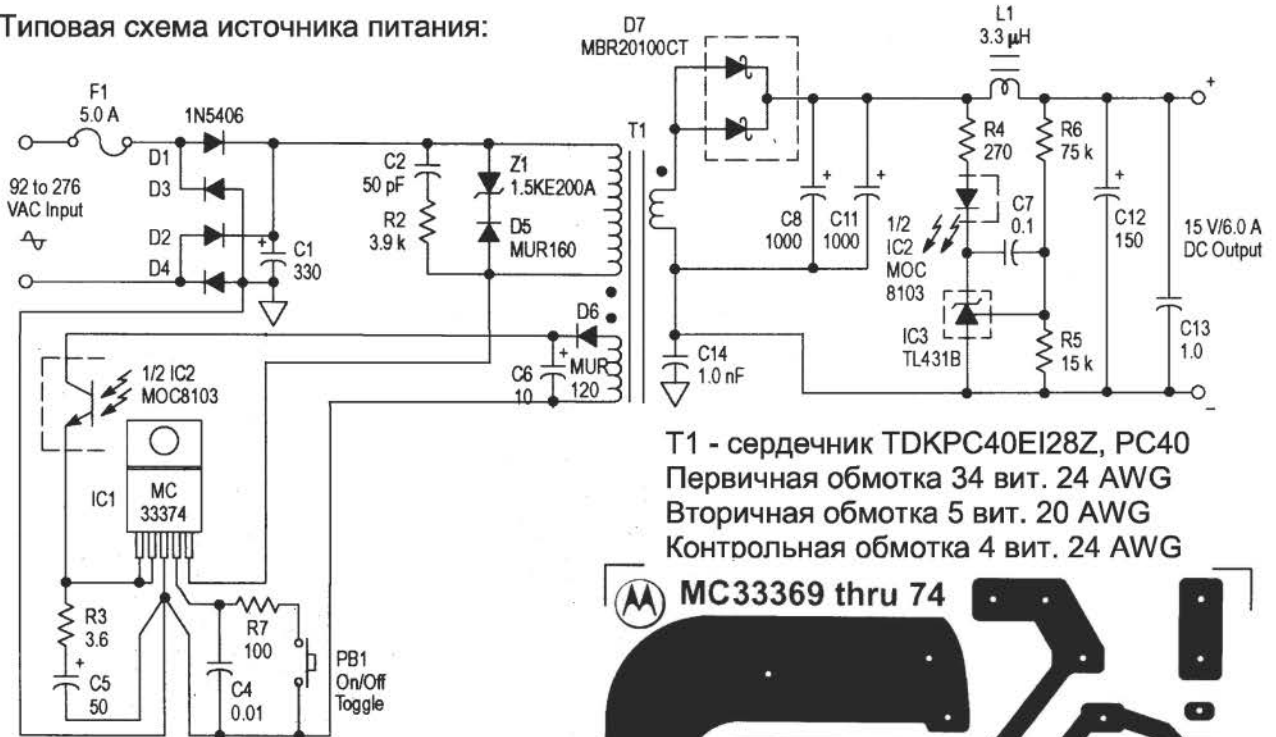 Типовая схема источника питания:
F1
5.0 A
1N5406
D1
D3
D2
D4
92 to 276
VAC Input
+
C1
330
C2
50 pF
R2
3.9 k
Z1
1.5KE200A
D5
MUR160
T1
D7
MBR20100CT
L1
3.3 µH
+
C8
1000
+
C11
1000
R4
270
1/2
IC2
MOC
8103
C7
0.1
R6
75 k
IC3
TL431B
R5
15 k
+
C12
150
C13
1.0
+
15 V/6.0 A
DC Output
−
D6
MUR
120
+
C6
10
C14
1.0 nF
1/2 IC2
MOC8103
IC1
MC
33374
R3
3.6
+
C5
50
R7
100
C4
0.01
PB1
On/Off
Toggle
T1 - сердечник TDKPC40EI28Z, PC40
Первичная обмотка 34 вит. 24 AWG
Вторичная обмотка 5 вит. 20 AWG
Контрольная обмотка 4 вит. 24 AWG
MC33369 thru 74